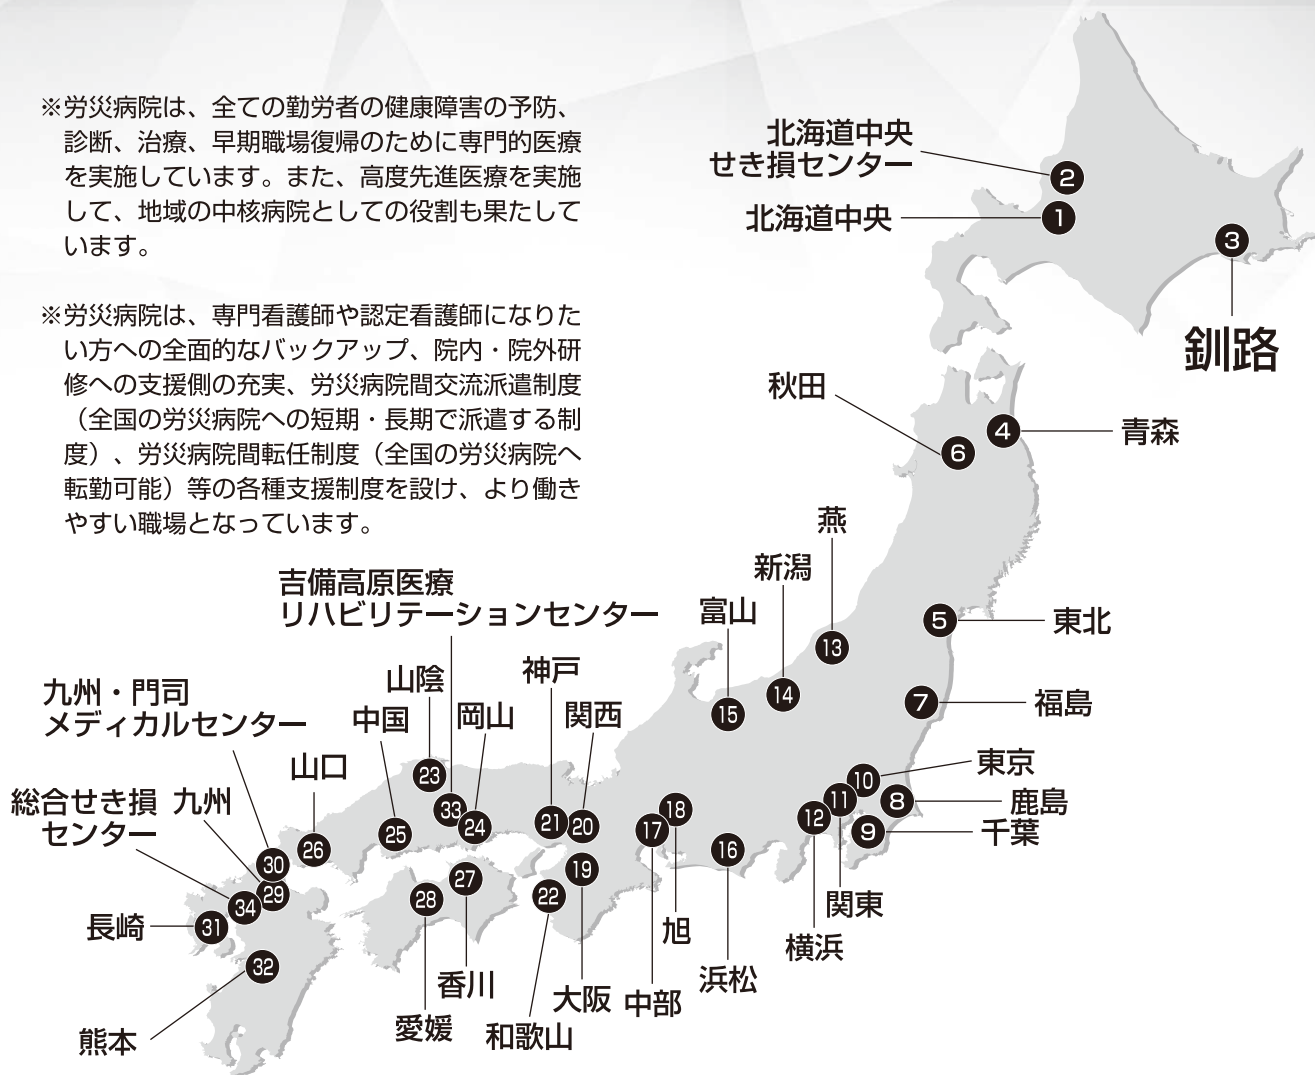 ※労災病院は、全ての勤労者の健康障害の予防、
診断、治療、早期職場復帰のために専門的医療
を実施しています。また、高度先進医療を実施
して、地域の中核病院としての役割も果たして
います。
※労災病院は、専門看護師や認定看護師になりた
い方への全面的なバックアップ、院内・院外研
修への支援側の充実、労災病院間交流派遣制度
（全国の労災病院への短期・長期で派遣する制
度）、労災病院間転任制度（全国の労災病院へ
転勤可能）等の各種支援制度を設け、より働き
やすい職場となっています。
北海道中央
せき損センター
2
北海道中央
1
3
釧路
秋田
6
4
青森
燕
13
新潟
14
富山
15
5
東北
7
福島
吉備高原医療
リハビリテーションセンター
33
山陰
23
中国
25
岡山
24
神戸
21
関西
20
九州・門司
メディカルセンター
30
山口
26
総合せき損
センター
34
九州
29
長崎
31
熊本
32
28
愛媛
27
香川
22
和歌山
19
大阪
17
中部
18
旭
16
浜松
12
横浜
11
関東
10
東京
8
鹿島
9
千葉